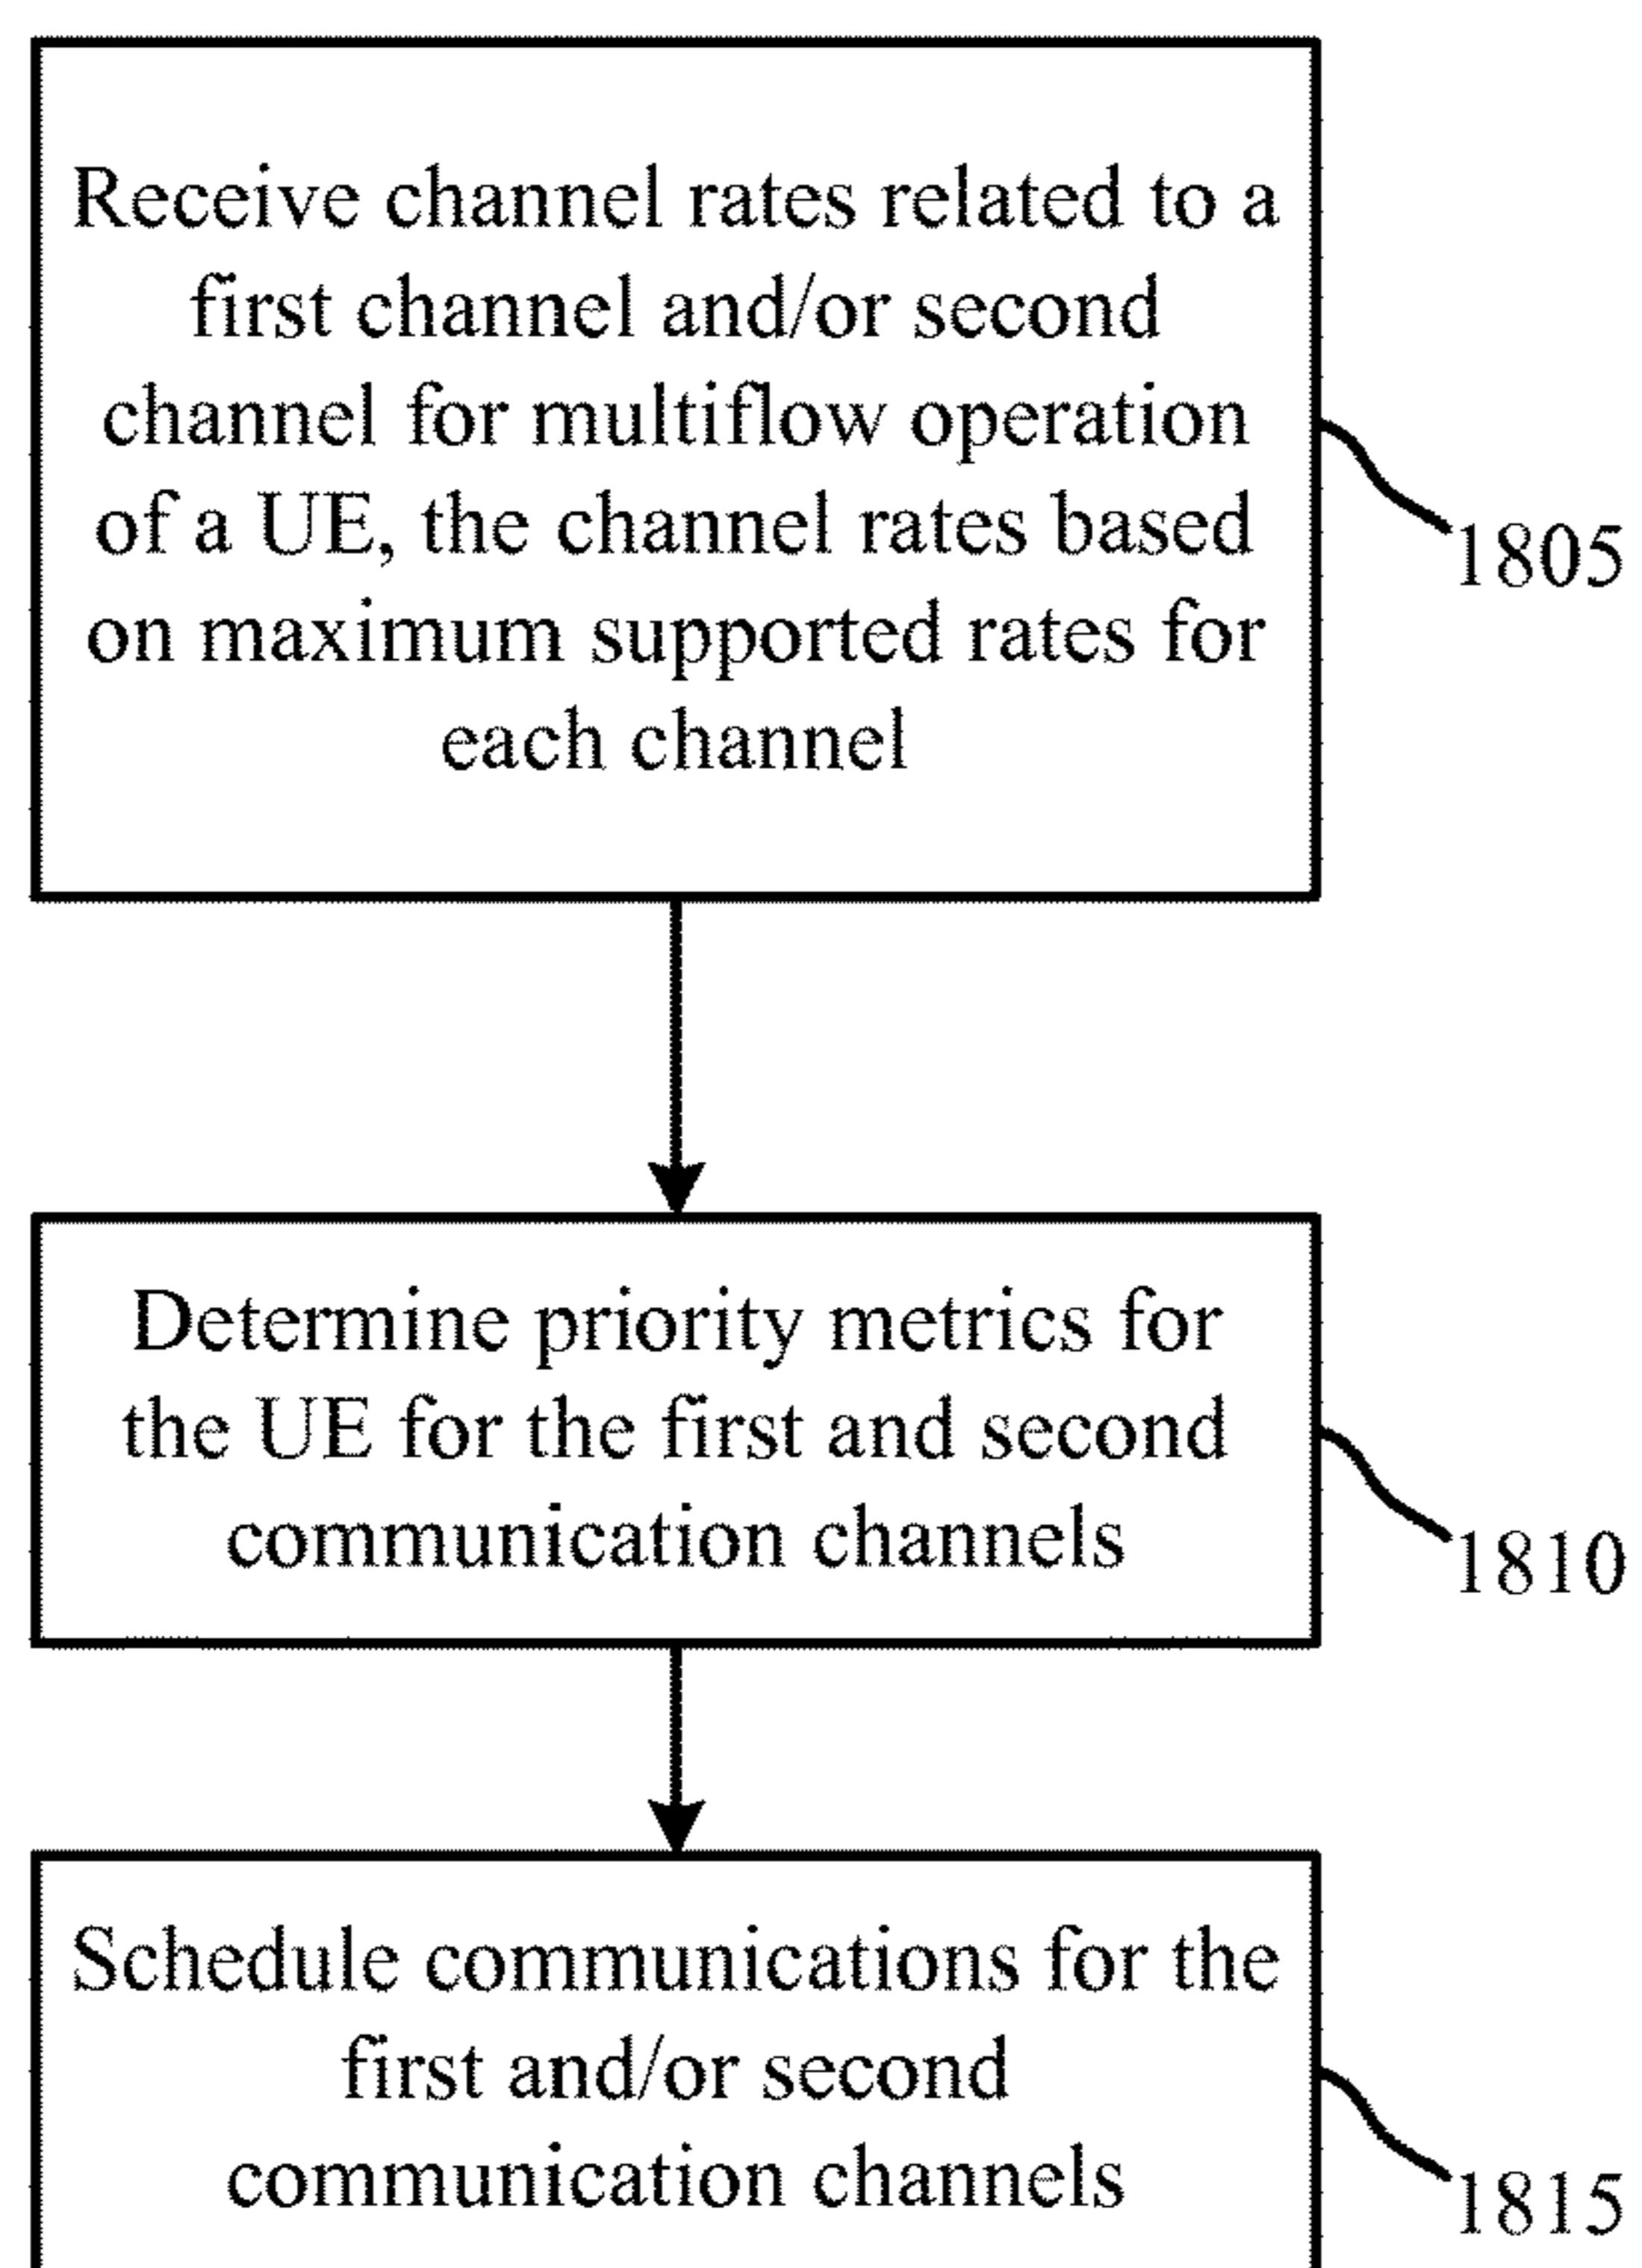 Receive channel rates related to a
first channel and/or second
channel for multiflow operation
of a UE, the channel rates based
on maximum supported rates for
each channel
1805
Determine priority metrics for
the UE for the first and second
communication channels
1810
Schedule communications for the
first and/or second
communication channels
1815